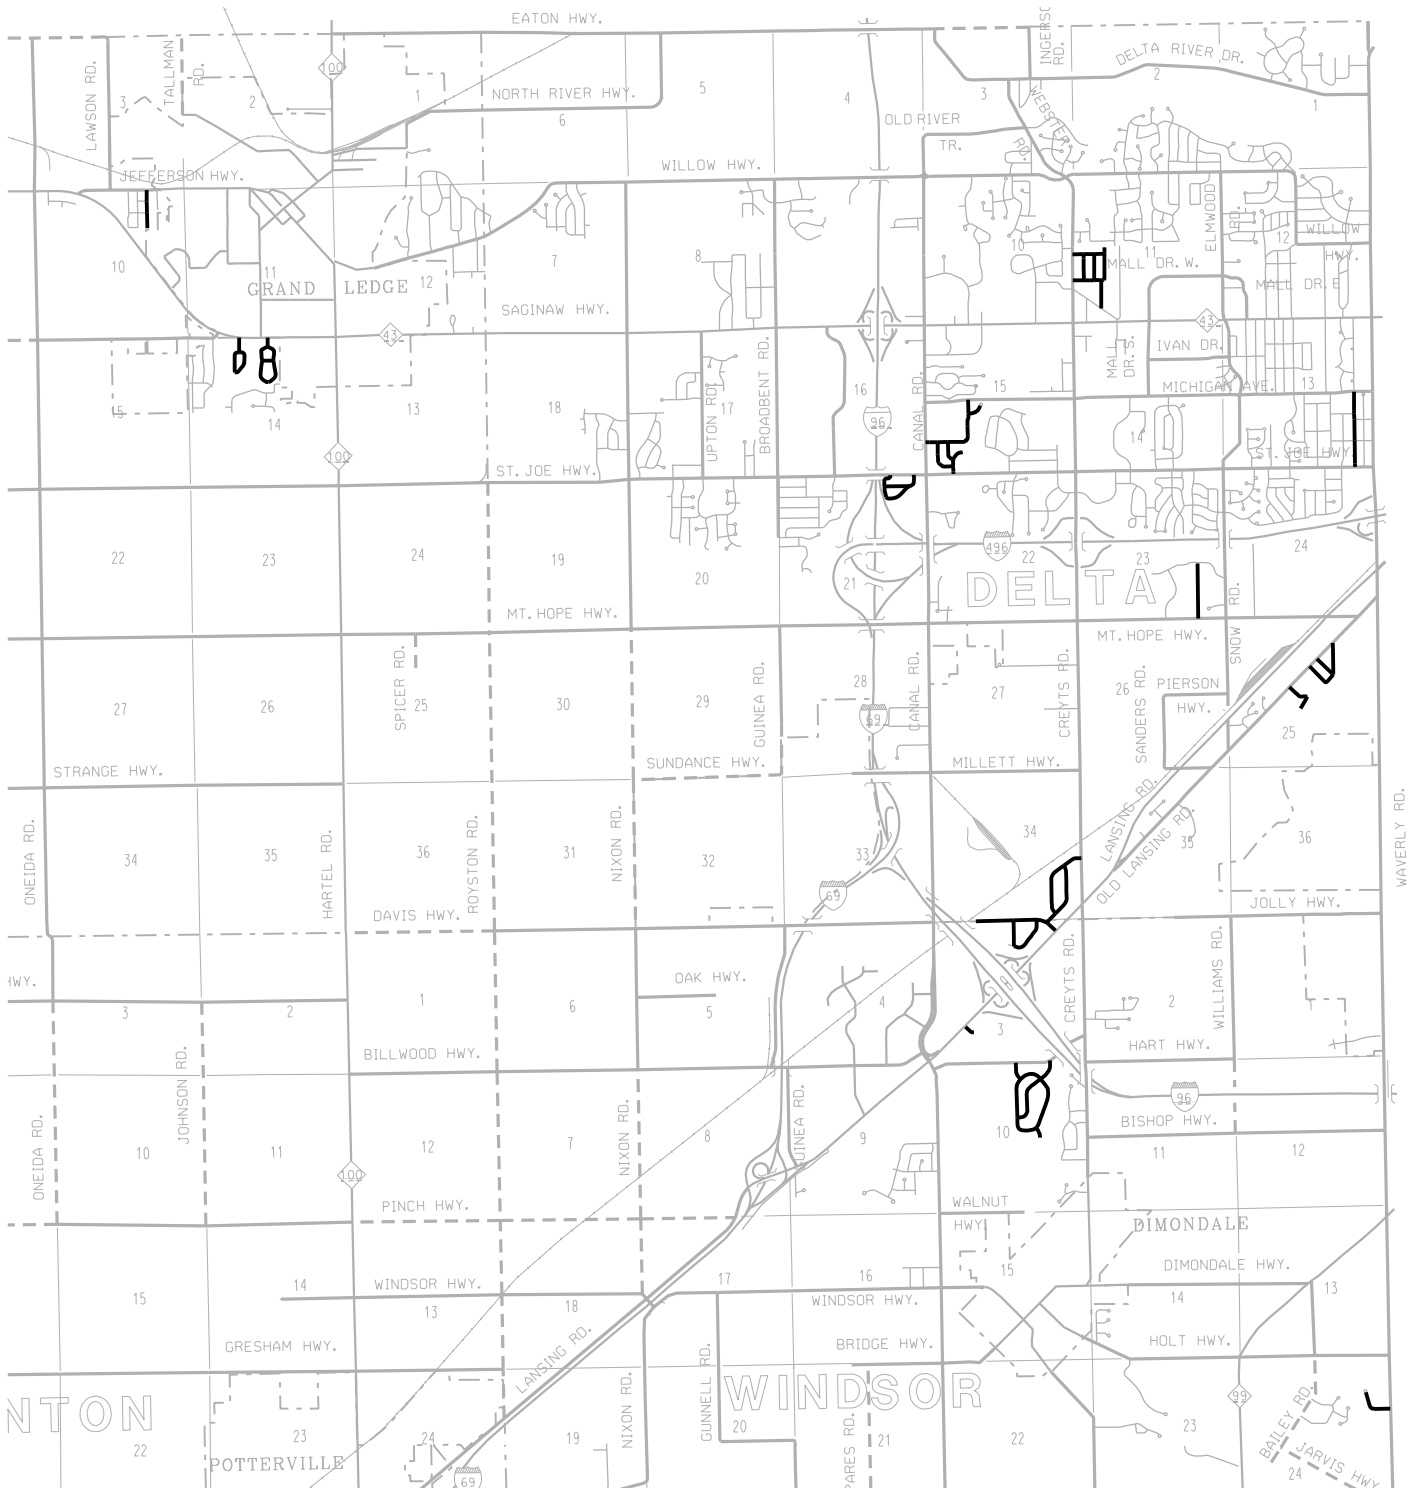 EATON HWY.
INGERSO
RD.
LAWSON RD.
TALLMAN
RD.
100
DELTA RIVER DR.
3
2
1
NORTH RIVER HWY.
5
4
3
2
1
6
OLD RIVER
TR.
WEBSTER
RD.
JEFFERSON HWY.
WILLOW HWY.
ELMWOOD
RD.
WILLOW
HWY.
10
11
12
7
8
10
11
12
MALL DR. W.
MALL DR. E
GRAND LEDGE
SAGINAW HWY.
43
43
MALL
DR. S.
IVAN DR.
MICHIGAN AVE.
15
14
13
18
17
16
15
14
13
UPTON RD.
BROADBENT RD.
CANAL RD.
96
100
ST. JOE HWY.
ST. JOE HWY.
22
23
24
19
20
21
496
22
23
24
DELTA
MT. HOPE HWY.
MT. HOPE HWY.
SNOW
RD.
SPICER RD.
GUINEA RD.
CANAL RD.
CREYTS RD.
SANDERS RD.
PIERSON
HWY.
27
26
25
30
29
28
27
26
25
69
STRANGE HWY.
SUNDANCE HWY.
MILLETT HWY.
ONEIDA RD.
HARTEL RD.
ROYSTON RD.
NIXON RD.
LANSING RD.
OLD LANSING RD.
WAVERLY RD.
34
35
36
31
32
33
34
35
36
69
DAVIS HWY.
JOLLY HWY.
HWY.
OAK HWY.
CREYTS RD.
WILLIAMS RD.
3
2
1
6
5
4
3
2
BILLWOOD HWY.
HART HWY.
JOHNSON RD.
ONEIDA RD.
NIXON RD.
UINEA RD.
96
BISHOP HWY.
10
11
12
7
8
9
10
11
12
100
PINCH HWY.
WALNUT
HWY.
DIMONDALE
DIMONDALE HWY.
15
14
13
18
17
16
15
14
13
WINDSOR HWY.
WINDSOR HWY.
GRESHAM HWY.
LANSING RD.
BRIDGE HWY.
HOLT HWY.
NTON
WINDSOR
NIXON RD.
GUNNELL RD.
PARES RD.
99
BAILEY RD.
JARVIS HWY
22
23
24
19
20
21
22
23
24
POTTERVILLE
69